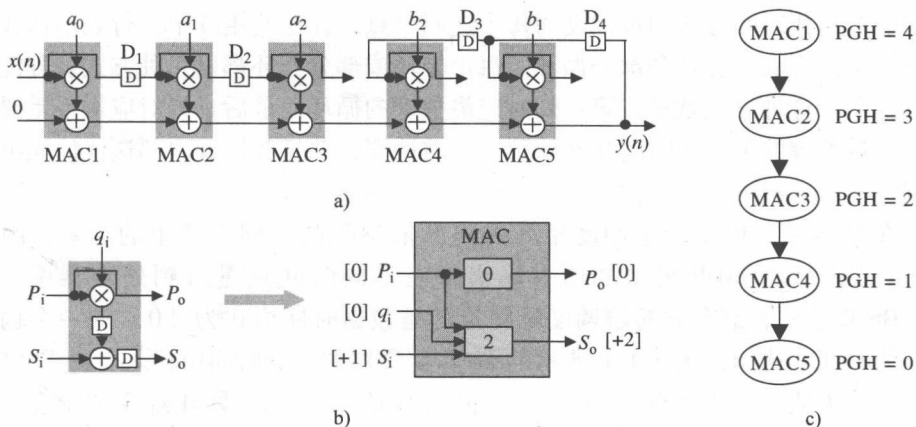 a₀ a₁ a₂ b₂ D₃ b₁ D₄
D D
x(n) D₁ D₂
D D
0
MAC1 MAC2 MAC3 MAC4 MAC5 y(n)
a)
qᵢ
Pᵢ Pₒ
D
Sᵢ D Sₒ
MAC
[0] Pᵢ 0 Pₒ [0]
[0] qᵢ
[+1] Sᵢ 2 Sₒ [+2]
b)
MAC1 PGH = 4
MAC2 PGH = 3
MAC3 PGH = 2
MAC4 PGH = 1
MAC5 PGH = 0
c)